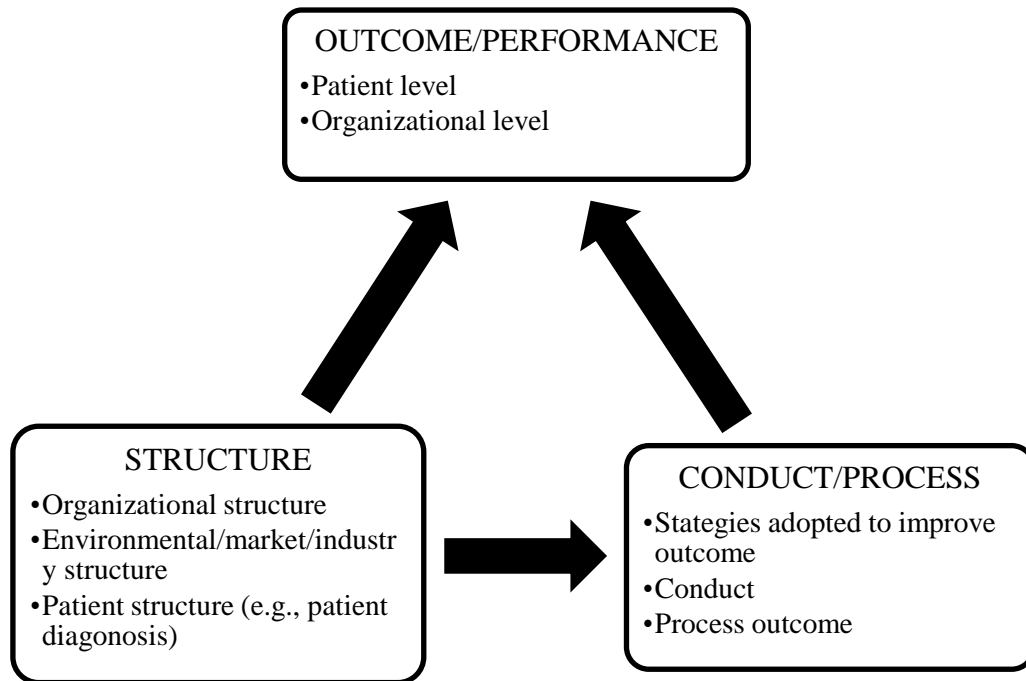 OUTCOME/PERFORMANCE
•Patient level
•Organizational level
STRUCTURE
•Organizational structure
•Environmental/market/industr
y structure
•Patient structure (e.g., patient
diagonosis)
CONDUCT/PROCESS
•Stategies adopted to improve
outcome
•Conduct
•Process outcome